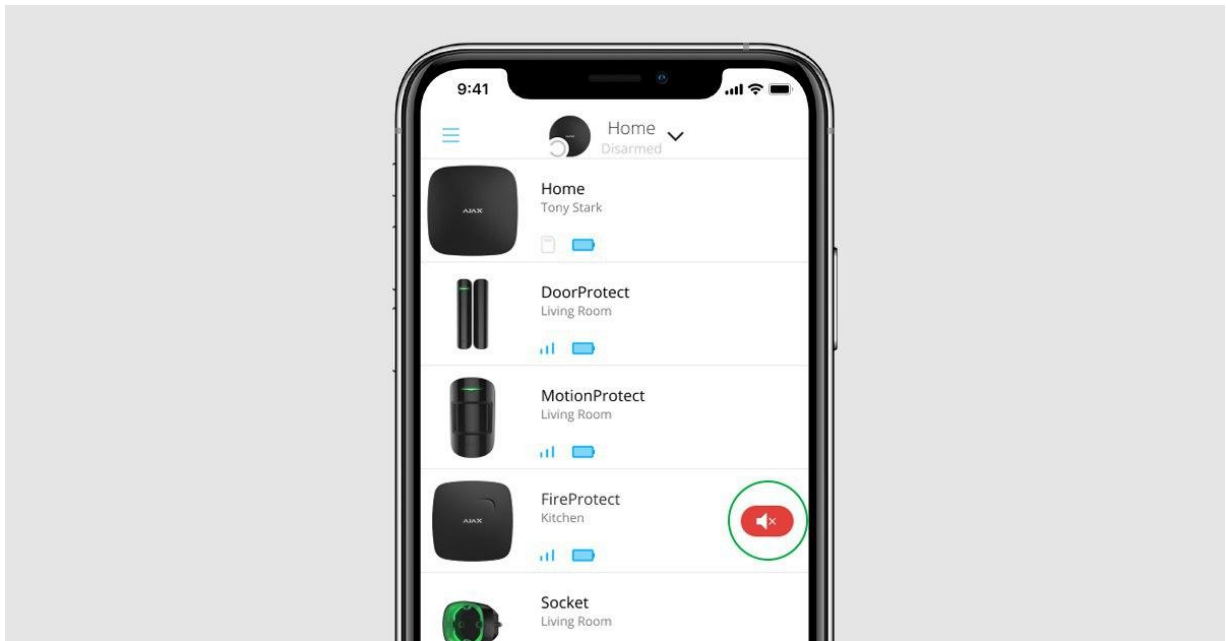 9:41
Home
Disarmed
AJAX
Home
Tony Stark
DoorProtect
Living Room
MotionProtect
Living Room
AJAX
FireProtect
Kitchen
Socket
Living Room